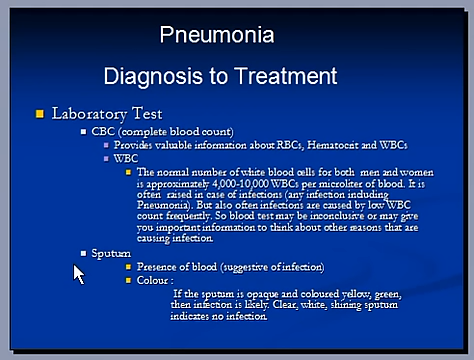 Pneumonia
Diagnosis to Treatment
Laboratory Test
CBC (complete blood count)
Provides valuable information about RBCs, Hematocrit and WBCs
WBC
The normal number of white blood cells for both men and women
is approximately 4,000-10,000 WBCs per microliter of blood. It is
often raised in case of infections (any infection including
Pneumonia). But also often infections are caused by low WBC
count frequently. So blood test may be inconclusive or may give
you important information to think about other reasons that are
causing infection.
Sputum
Presence of blood (suggestive of infection)
Colour :
If the sputum is opaque and coloured yellow, green,
then infection is likely. Clear, white, shining sputum
indicates no infection.